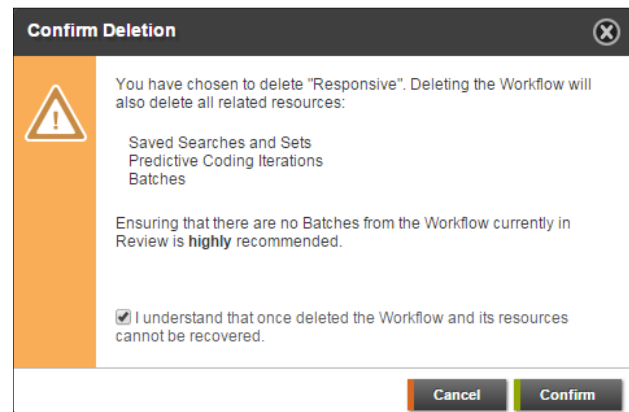 Confirm Deletion
You have chosen to delete "Responsive". Deleting the Workflow will
also delete all related resources:
Saved Searches and Sets
Predictive Coding Iterations
Batches
Ensuring that there are no Batches from the Workflow currently in
Review is highly recommended.
I understand that once deleted the Workflow and its resources
cannot be recovered.
Cancel Confirm